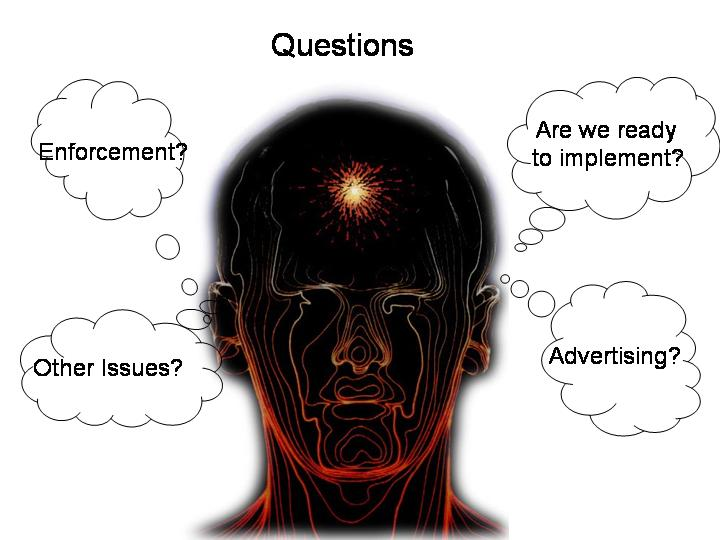 Questions
Enforcement?
Are we ready
to implement?
Other Issues?
Advertising?